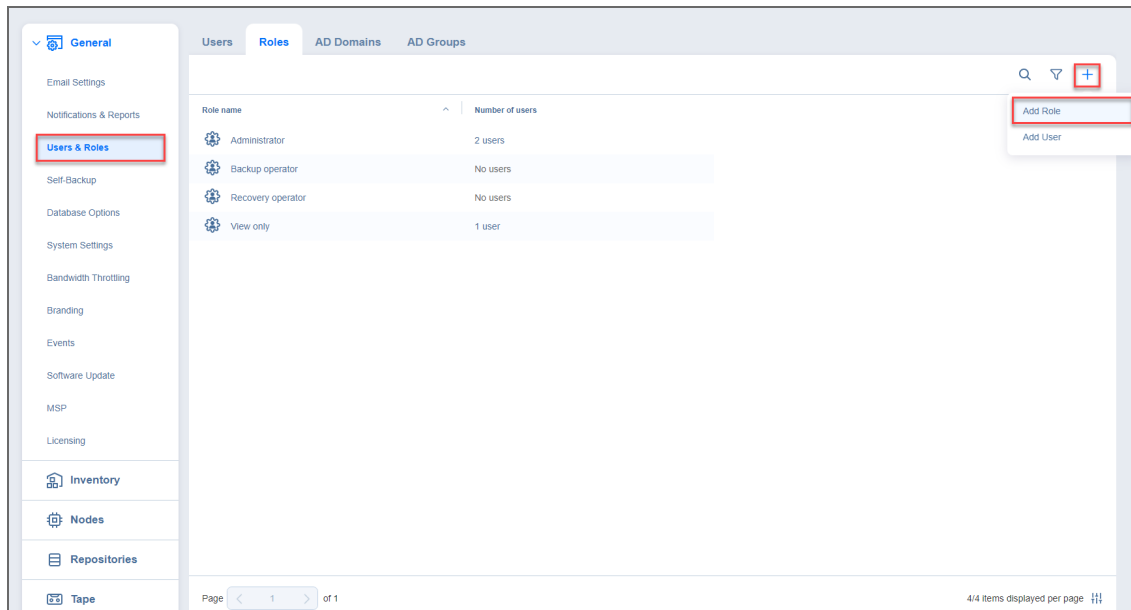 General
Email Settings
Notifications & Reports
Users & Roles
Self-Backup
Database Options
System Settings
Bandwidth Throttling
Branding
Events
Software Update
MSP
Licensing
Inventory
Nodes
Repositories
Tape
Users Roles AD Domains AD Groups
Add Role
Add User
Role name Number of users
Administrator 2 users
Backup operator No users
Recovery operator No users
View only 1 user
Page 1 of 1 4/4 items displayed per page